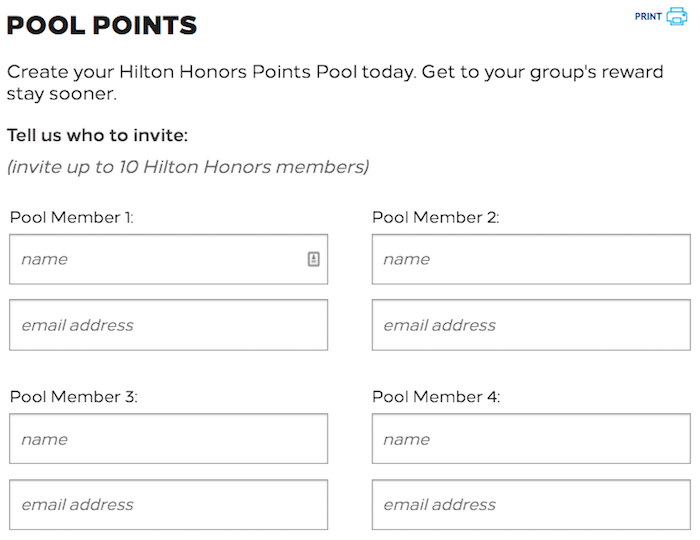 POOL POINTS
PRINT
Create your Hilton Honors Points Pool today. Get to your group's reward
stay sooner.
Tell us who to invite:
(invite up to 10 Hilton Honors members)
Pool Member 1:
Pool Member 2:
name
name
email address
email address
Pool Member 3:
Pool Member 4:
name
name
email address
email address